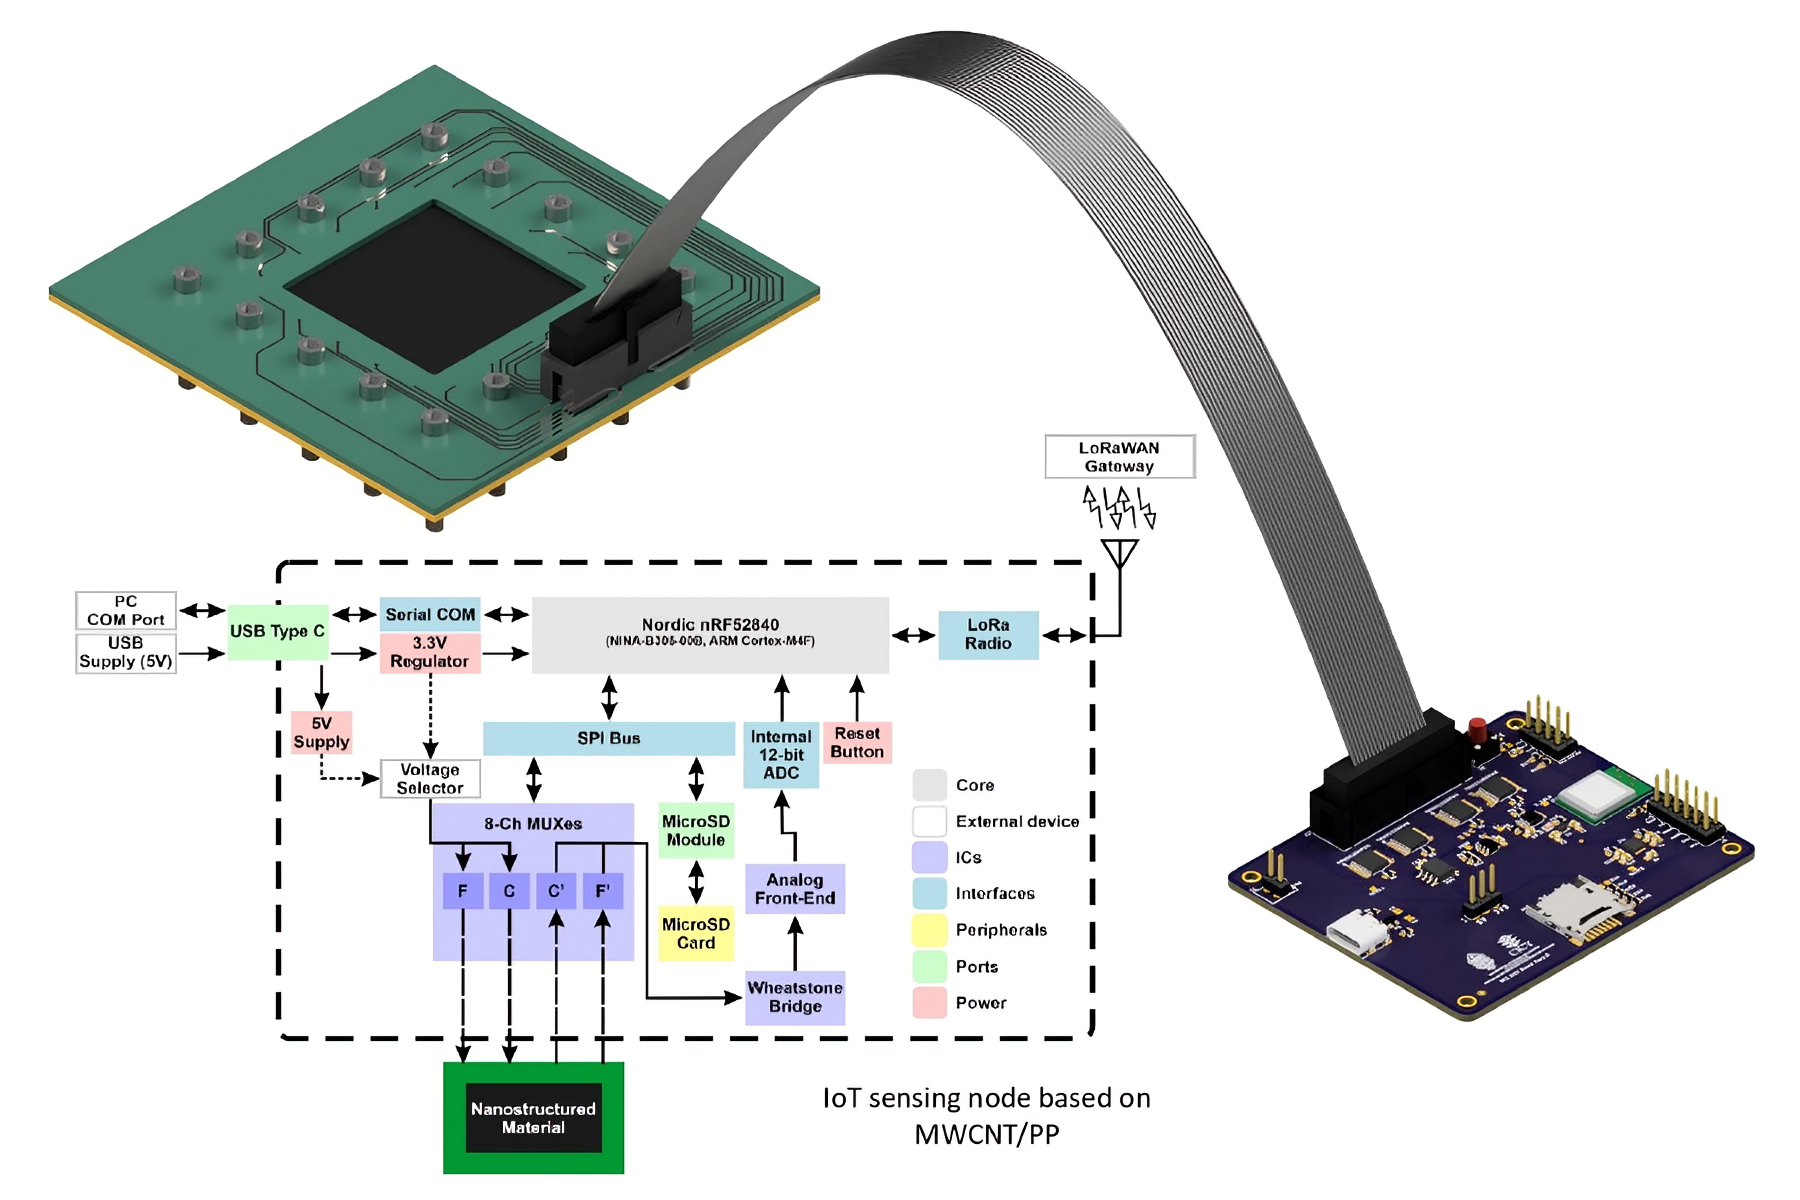 LoRaWAN
Gateway
PC
COM Port
USB
Supply (5V)
USB Type C
Serial COM
3.3V
Regulator
Nordic nRF52840
(NINA-B306-00B, ARM Cortex-M4F)
LoRa
Radio
5V
Supply
Voltage
Selector
SPI Bus
Internal
12-bit
ADC
Reset
Button
8-Ch MUXes
F
C
C'
F'
MicroSD
Module
MicroSD
Card
Analog
Front-End
Wheatstone
Bridge
Core
External device
ICs
Interfaces
Peripherals
Ports
Power
Nanostructured
Material
IoT sensing node based on
MWCNT/PP